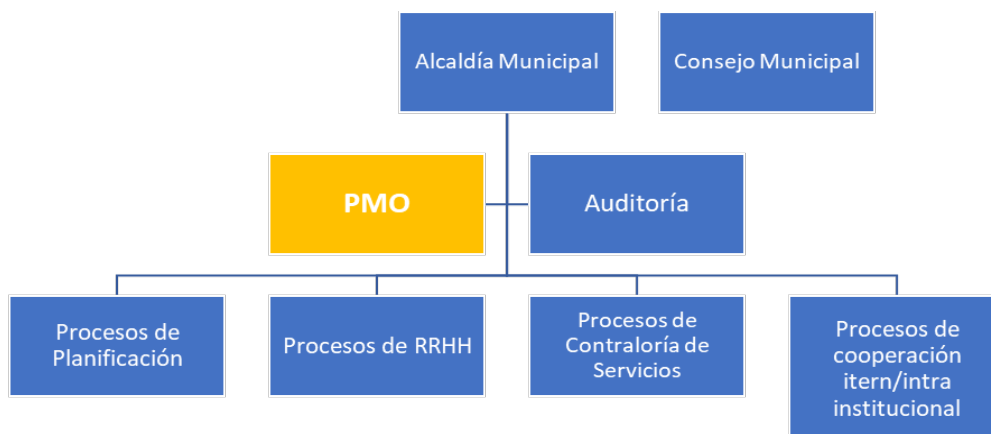 Alcaldía Municipal
Consejo Municipal
PMO
Auditoría
Procesos de
Planificación
Procesos de RRHH
Procesos de
Contraloría de
Servicios
Procesos de
cooperación
itern/intra
institucional